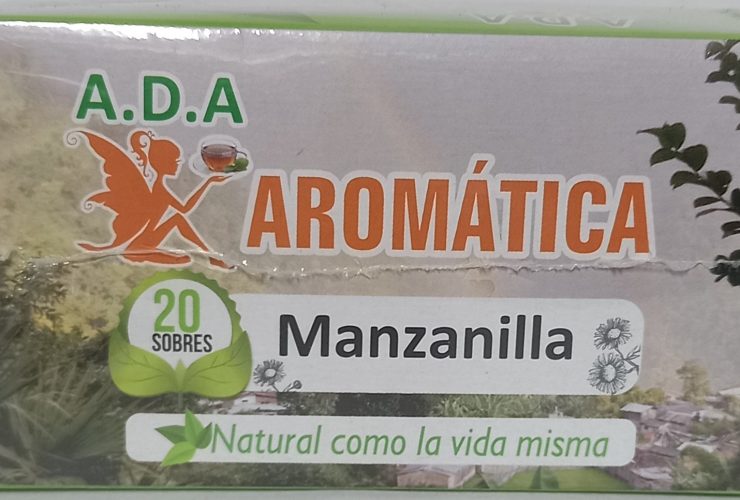 A.D.A
AROMÁTICA
20
SOBRES
Manzanilla
Natural como la vida misma